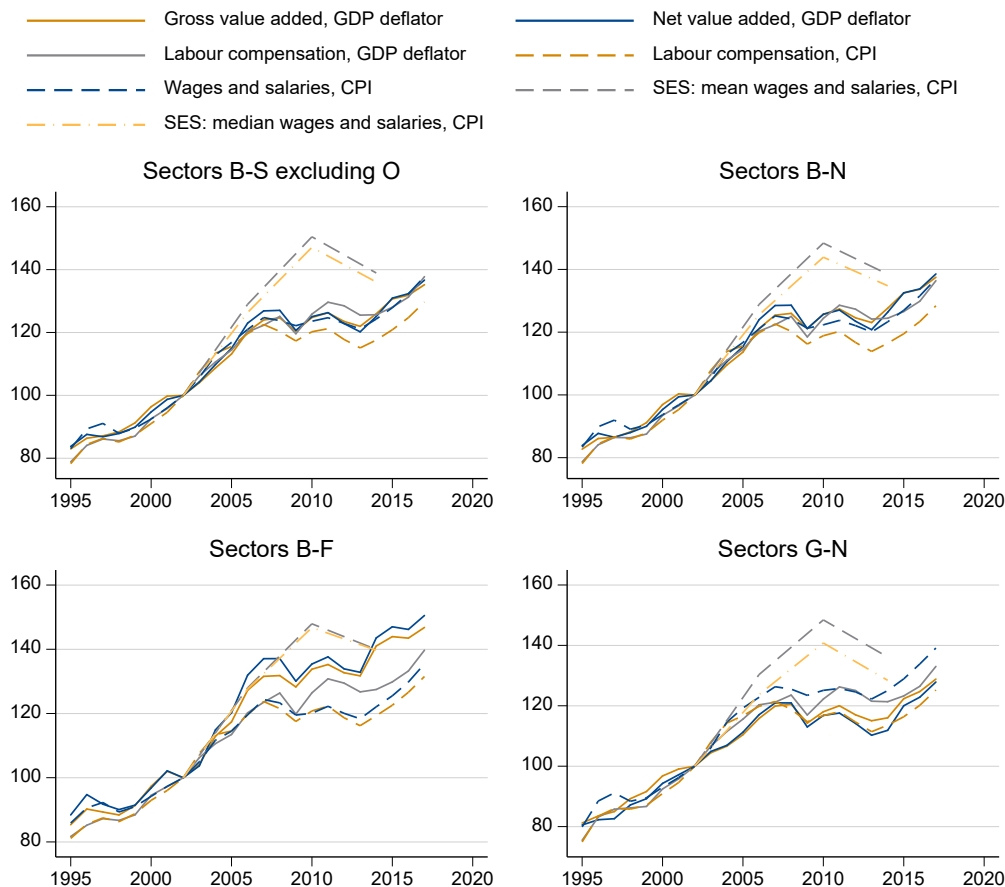 Gross value added, GDP deflator
Net value added, GDP deflator
Labour compensation, GDP deflator
Labour compensation, CPI
Wages and salaries, CPI
SES: mean wages and salaries, CPI
SES: median wages and salaries, CPI
Sectors B-S excluding O
160
140
120
100
80
1995 2000 2005 2010 2015 2020
Sectors B-N
160
140
120
100
80
1995 2000 2005 2010 2015 2020
Sectors B-F
160
140
120
100
80
1995 2000 2005 2010 2015 2020
Sectors G-N
160
140
120
100
80
1995 2000 2005 2010 2015 2020